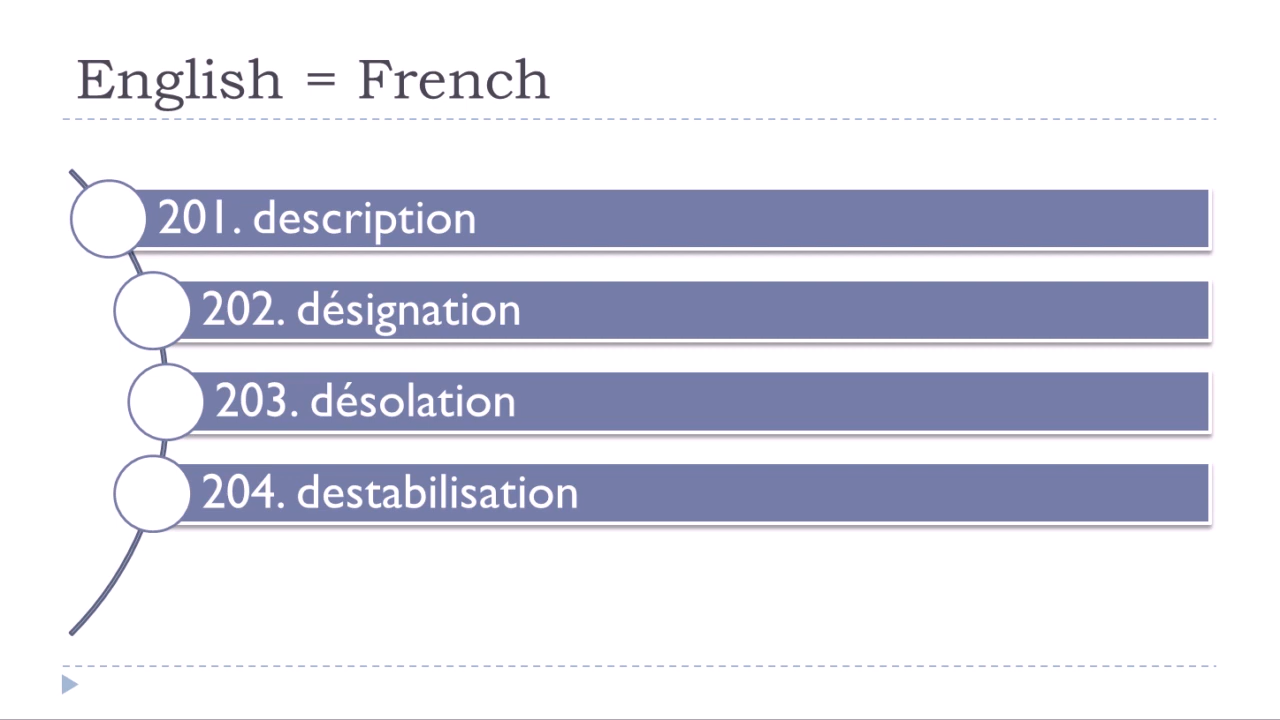 English = French
201. description
202. désignation
203. désolation
204. destabilisation